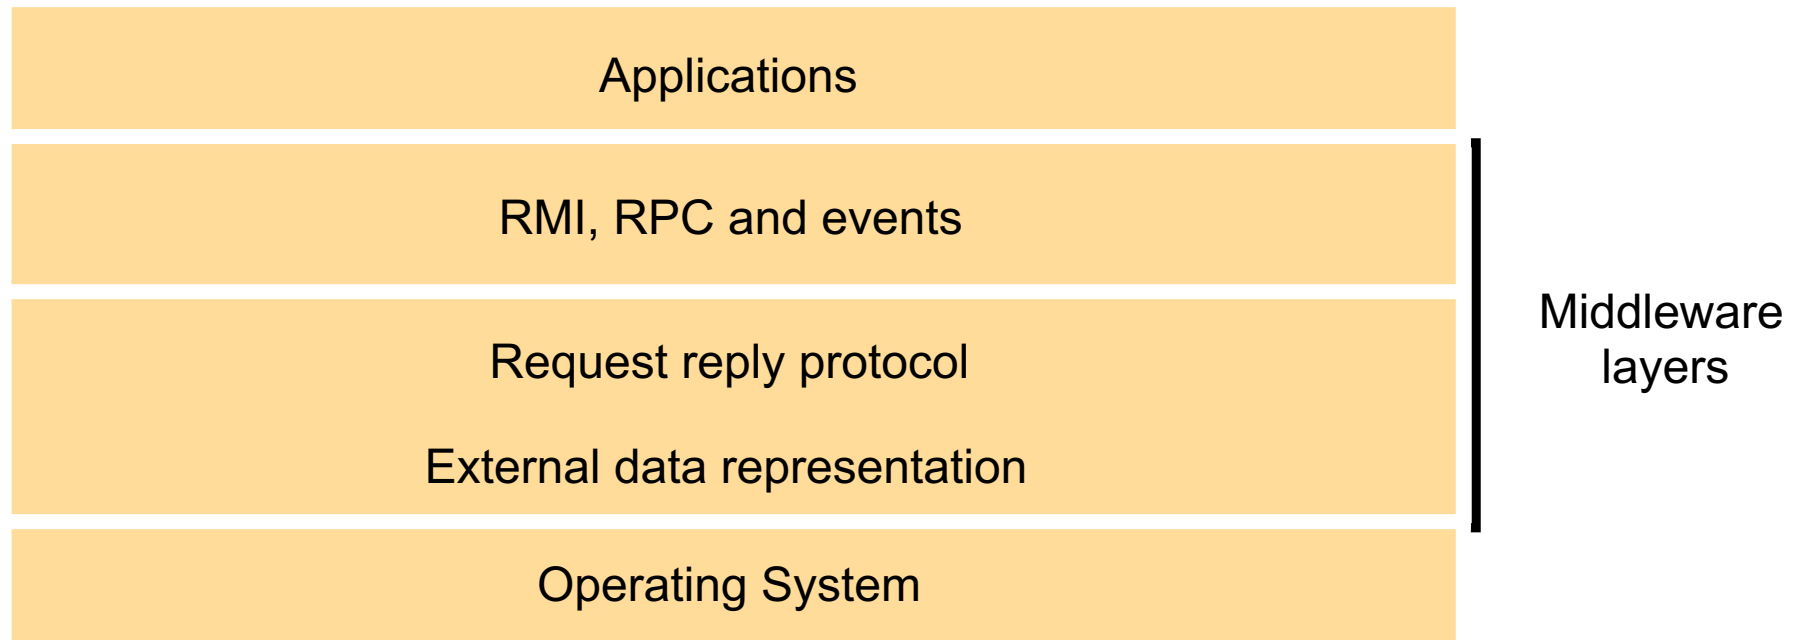 Applications
RMI, RPC and events
Request reply protocol
External data representation
Operating System
Middleware
layers